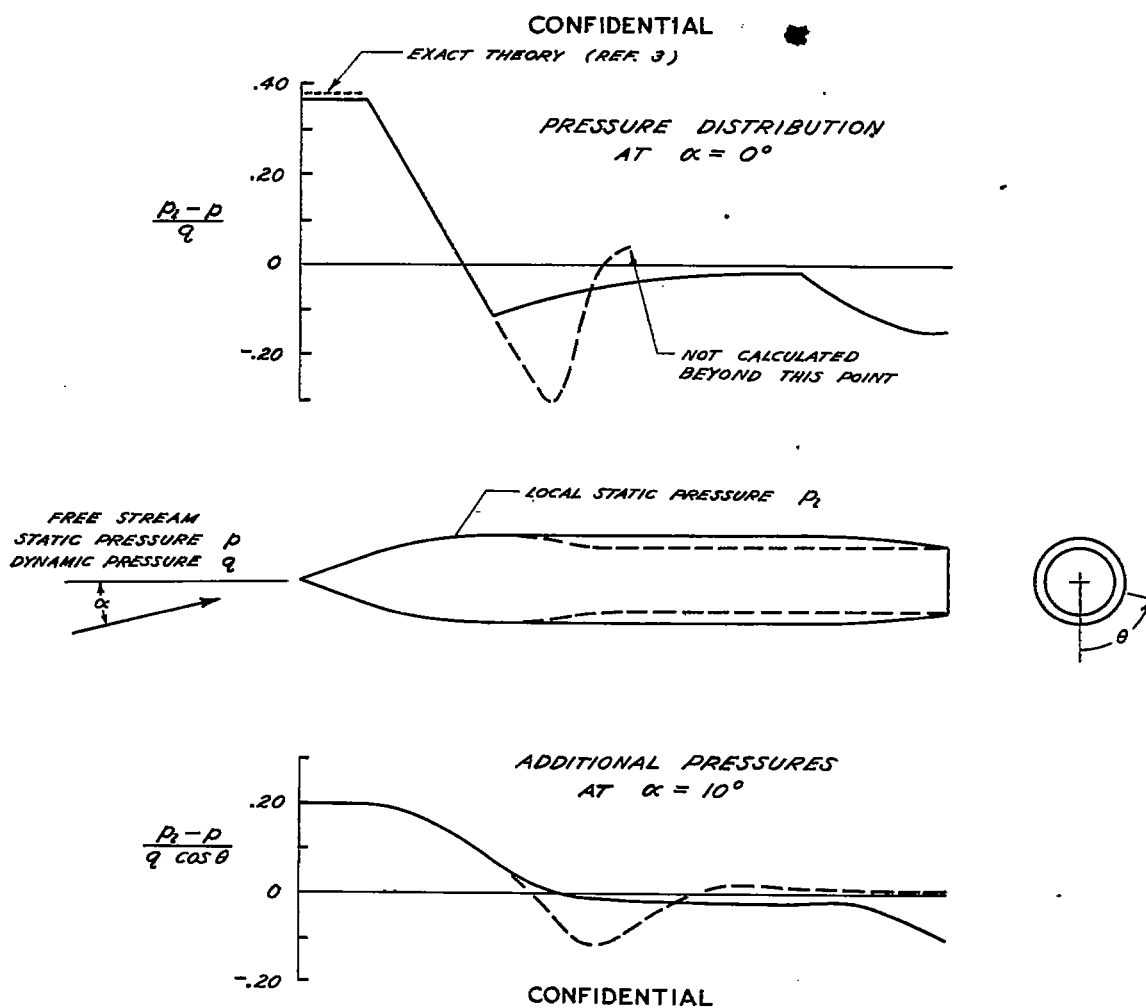 CONFIDENTIAL
EXACT THEORY (REF. 3)
.40
PRESSURE DISTRIBUTION
AT α = 0°
.20
p_l - p
q
0
-.20
NOT CALCULATED
BEYOND THIS POINT
LOCAL STATIC PRESSURE p_l
FREE STREAM
STATIC PRESSURE p
DYNAMIC PRESSURE q
α
θ
ADDITIONAL PRESSURES
AT α = 10°
.20
p_l - p
q cos θ
0
-.20
CONFIDENTIAL